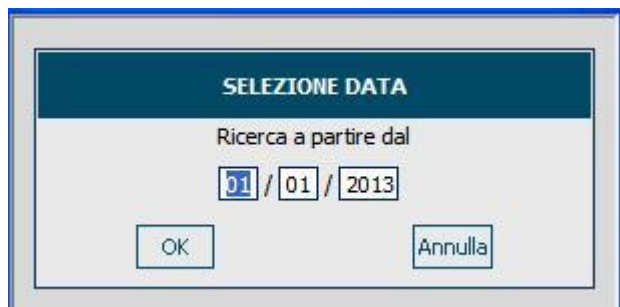 SELEZIONE DATA
Ricerca a partire dal
01 / 01 / 2013
OK Annulla